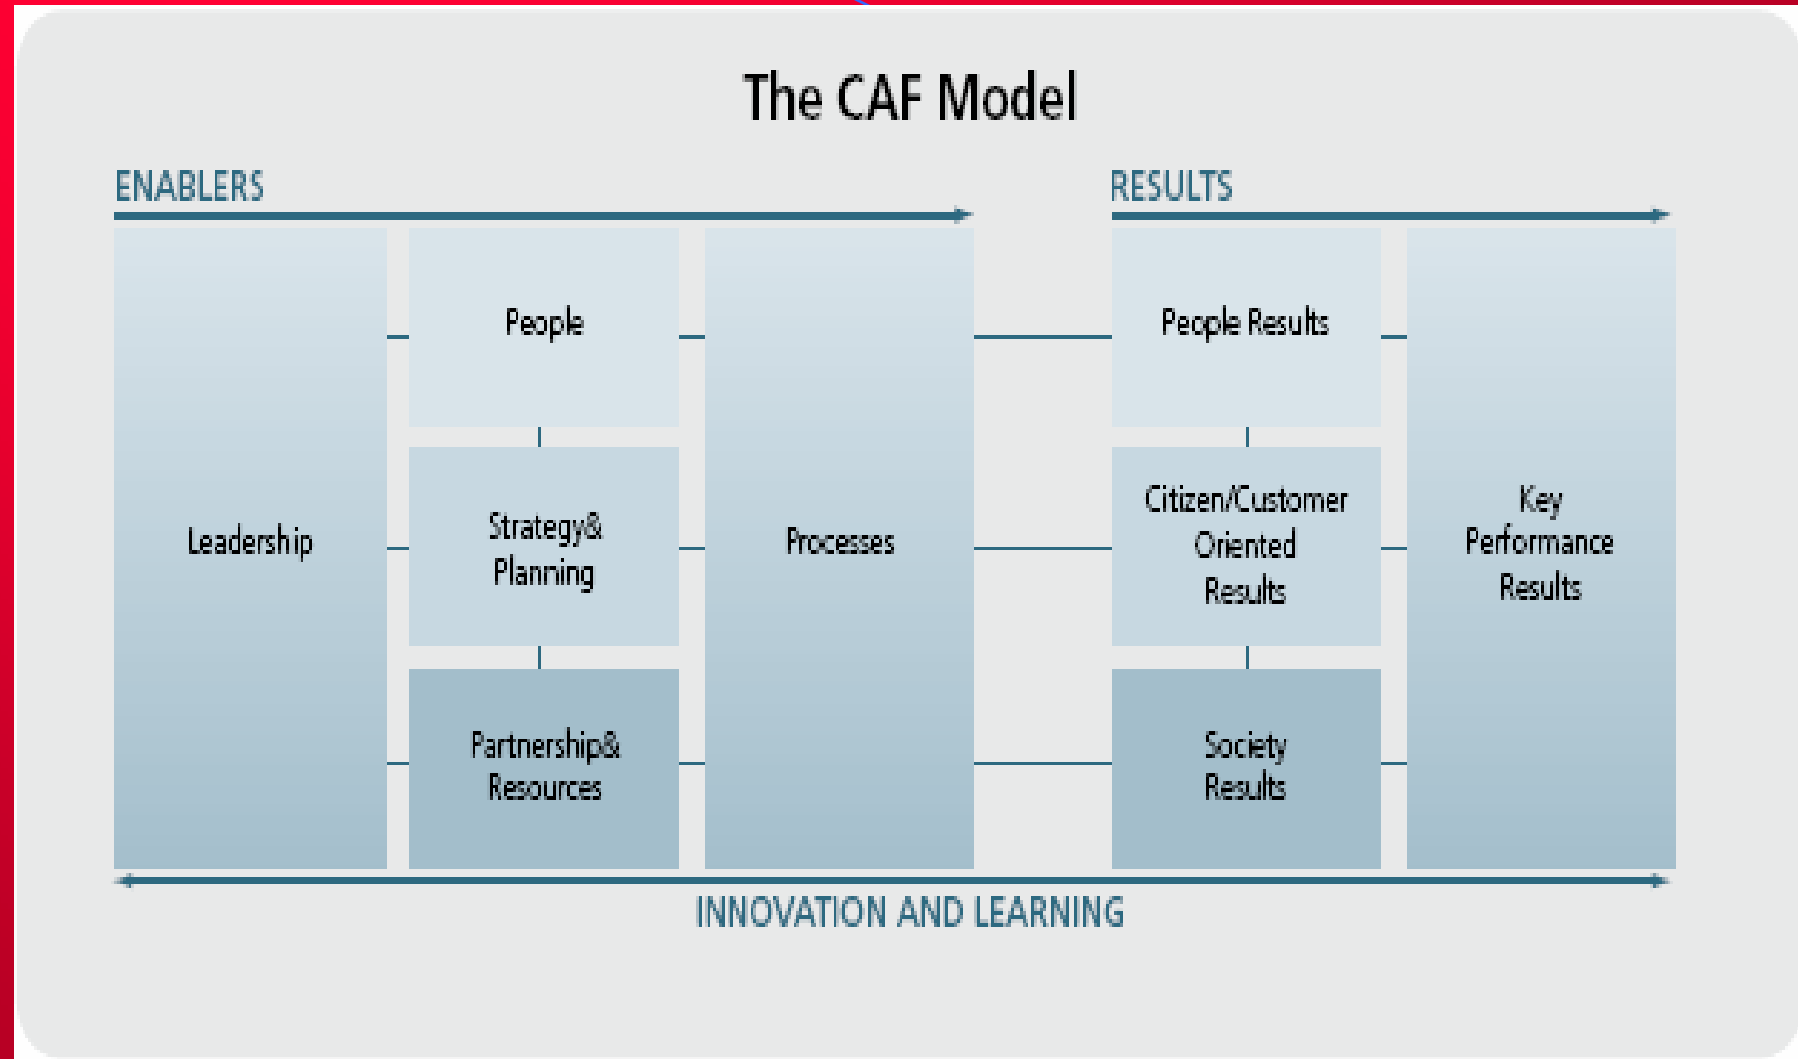 The CAF Model
ENABLERS
RESULTS
Leadership
People
Strategy&
Planning
Partnership&
Resources
Processes
People Results
Citizen/Customer
Oriented
Results
Society
Results
Key
Performance
Results
INNOVATION AND LEARNING